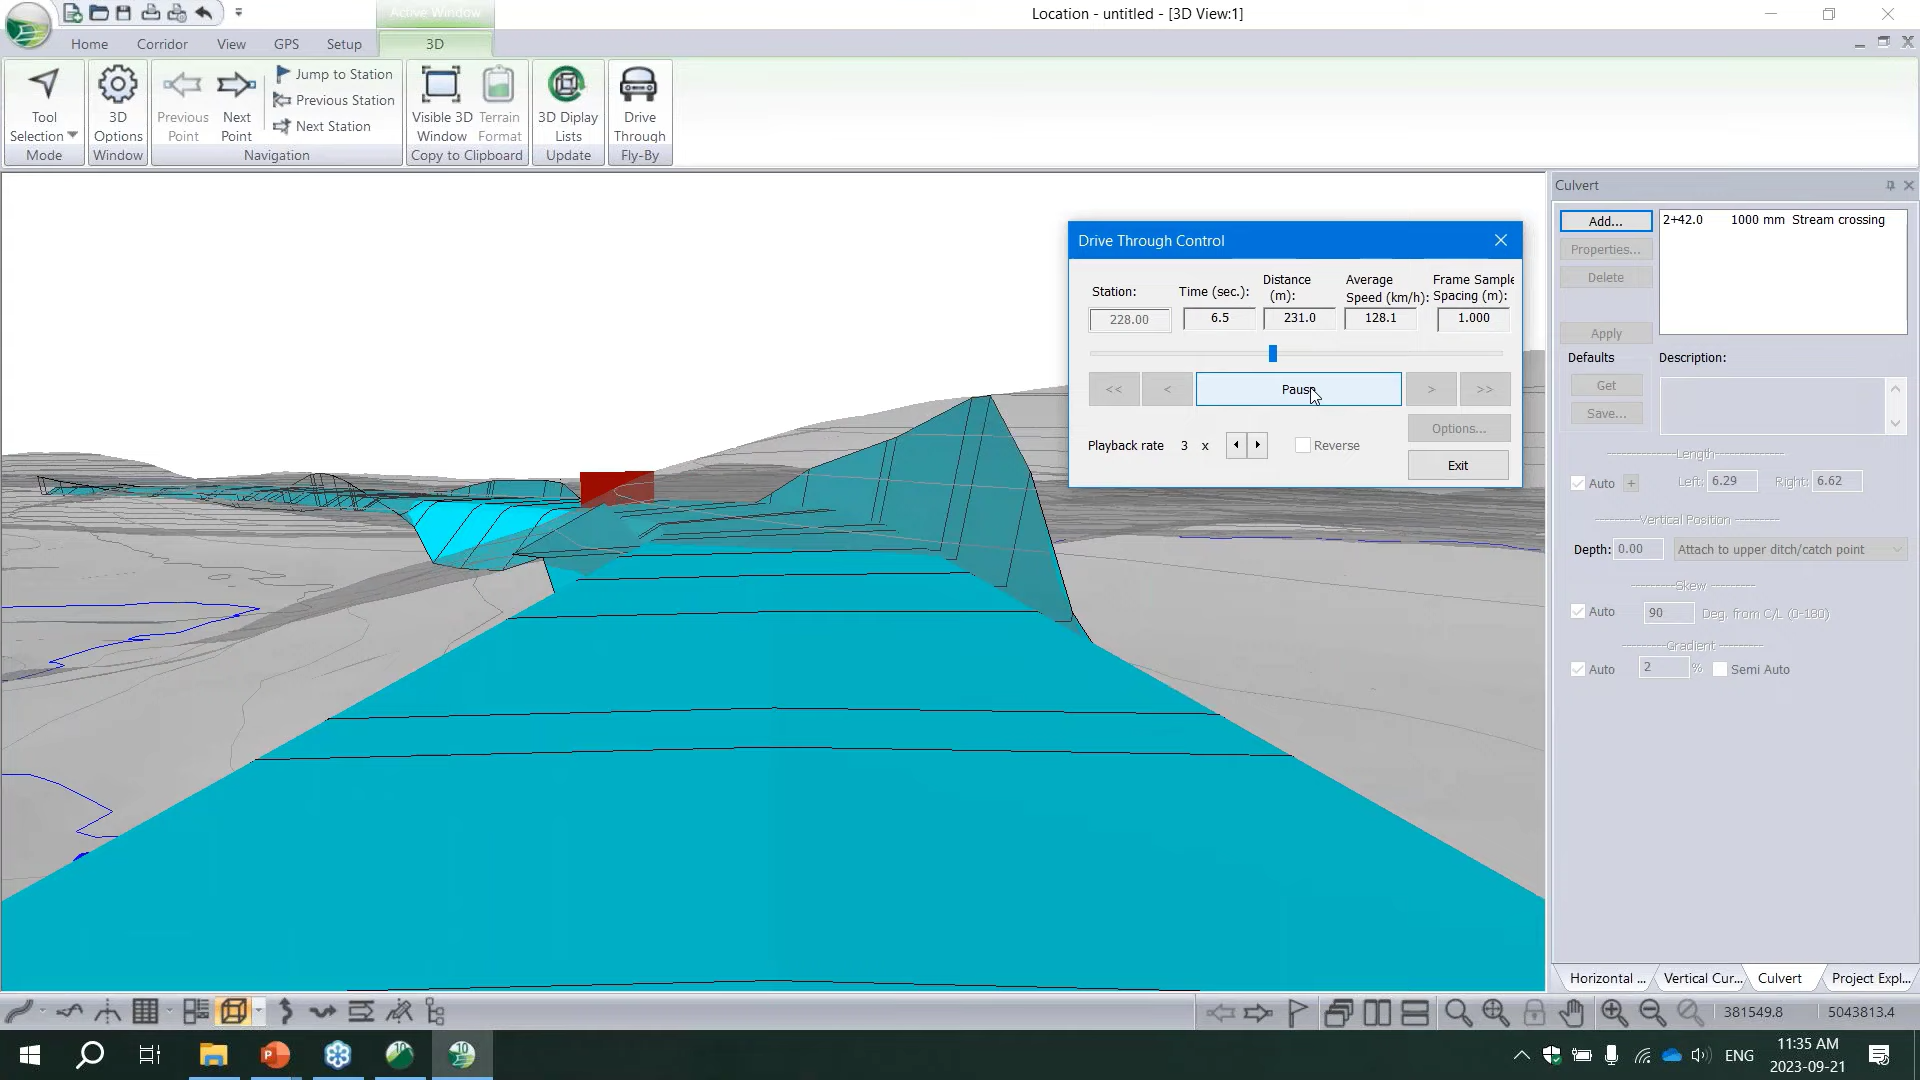 Active Window
Location - untitled - [3D View:1]
Home
Corridor
View
GPS
Setup
3D
Tool
Selection
Mode
3D
Options
Window
Previous
Point
Next
Point
Jump to Station
Previous Station
Next Station
Navigation
Visible 3D
Window
Terrain
Format
Copy to Clipboard
3D Diplay
Lists
Update
Drive
Through
Fly-By
Culvert
Add...
Properties...
Delete
Apply
2+42.0 1000 mm Stream crossing
Defaults
Get
Save...
Description:
Length
Auto
+
Left: 6.29
Right: 6.62
Vertical Position
Depth: 0.00
Attach to upper ditch/catch point
Skew
Auto
90
Deg. from C/L (0-180)
Gradient
Auto
2
%
Semi Auto
Drive Through Control
Station:
Time (sec.):
Distance
(m):
Average
Speed (km/h):
Frame Sample
Spacing (m):
228.00
6.5
231.0
128.1
1.000
<<
<
Pause
>
>>
Options...
Playback rate 3 x
Reverse
Exit
Horizontal ...
Vertical Cur...
Culvert
Project Expl...
381549.8
5043813.4
10
10
ENG
11:35 AM
2023-09-21